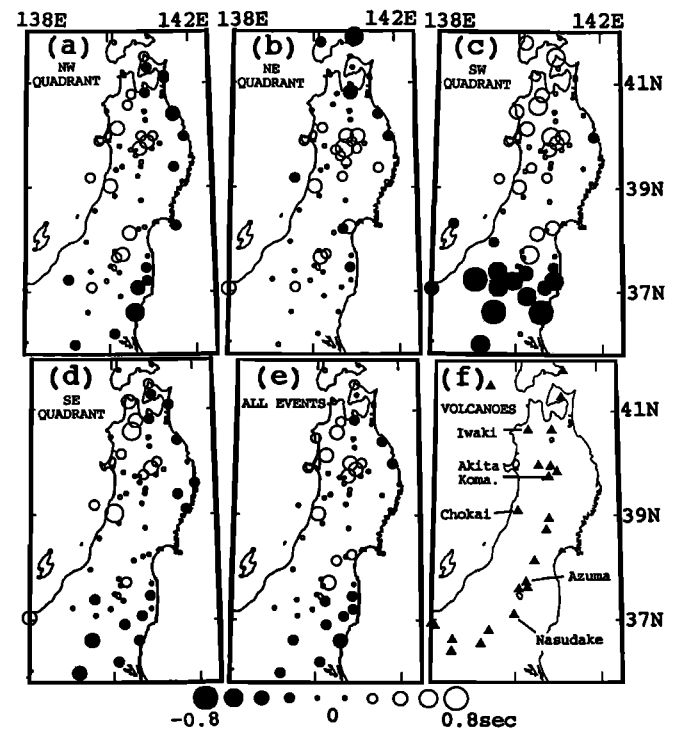 138E 142E 138E 142E 138E 142E
(a) NW QUADRANT
(b) NE QUADRANT
(c) SW QUADRANT
41N
39N
37N
(d) SE QUADRANT
(e) ALL EVENTS
(f) VOLCANOES
Iwaki
Akita
Koma.
Chokai
Azuma
Nasudake
41N
39N
37N
-0.8 0 0.8sec